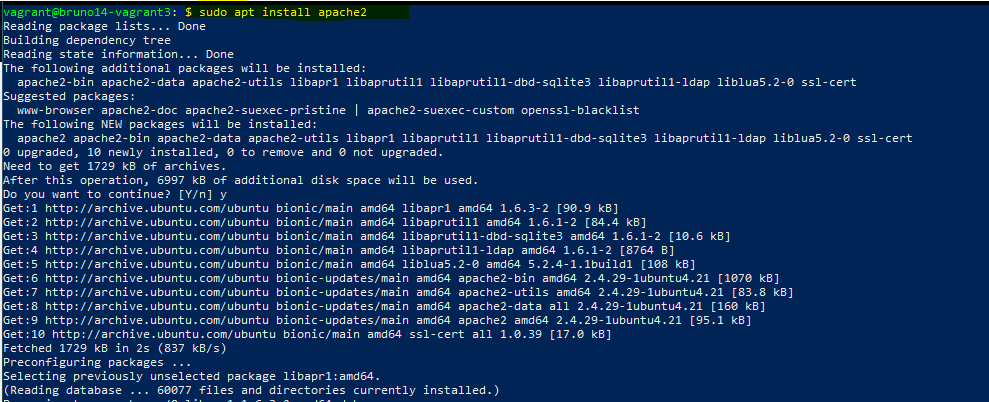 vagrant@bruno14-vagrant3: $ sudo apt install apache2
Reading package lists... Done
Building dependency tree
Reading state information... Done
The following additional packages will be installed:
  apache2-bin apache2-data apache2-utils libapr1 libaprutil1 libaprutil1-dbd-sqlite3 libaprutil1-ldap liblua5.2-0 ssl-cert
Suggested packages:
  www-browser apache2-doc apache2-suexec-pristine | apache2-suexec-custom openssl-blacklist
The following NEW packages will be installed:
  apache2 apache2-bin apache2-data apache2-utils libapr1 libaprutil1 libaprutil1-dbd-sqlite3 libaprutil1-ldap liblua5.2-0 ssl-cert
0 upgraded, 10 newly installed, 0 to remove and 0 not upgraded.
Need to get 1729 kB of archives.
After this operation, 6997 kB of additional disk space will be used.
Do you want to continue? [Y/n] y
Get:1 http://archive.ubuntu.com/ubuntu bionic/main amd64 libapr1 amd64 1.6.3-2 [90.9 kB]
Get:2 http://archive.ubuntu.com/ubuntu bionic/main amd64 libaprutil1 amd64 1.6.1-2 [84.4 kB]
Get:3 http://archive.ubuntu.com/ubuntu bionic/main amd64 libaprutil1-dbd-sqlite3 amd64 1.6.1-2 [10.6 kB]
Get:4 http://archive.ubuntu.com/ubuntu bionic/main amd64 libaprutil1-ldap amd64 1.6.1-2 [8764 B]
Get:5 http://archive.ubuntu.com/ubuntu bionic/main amd64 liblua5.2-0 amd64 5.2.4-1.1build1 [108 kB]
Get:6 http://archive.ubuntu.com/ubuntu bionic-updates/main amd64 apache2-bin amd64 2.4.29-1ubuntu4.21 [1070 kB]
Get:7 http://archive.ubuntu.com/ubuntu bionic-updates/main amd64 apache2-utils amd64 2.4.29-1ubuntu4.21 [83.8 kB]
Get:8 http://archive.ubuntu.com/ubuntu bionic-updates/main amd64 apache2-data all 2.4.29-1ubuntu4.21 [160 kB]
Get:9 http://archive.ubuntu.com/ubuntu bionic-updates/main amd64 apache2 amd64 2.4.29-1ubuntu4.21 [95.1 kB]
Get:10 http://archive.ubuntu.com/ubuntu bionic/main amd64 ssl-cert all 1.0.39 [17.0 kB]
Fetched 1729 kB in 2s (837 kB/s)
Preconfiguring packages ...
Selecting previously unselected package libapr1:amd64.
(Reading database ... 60077 files and directories currently installed.)